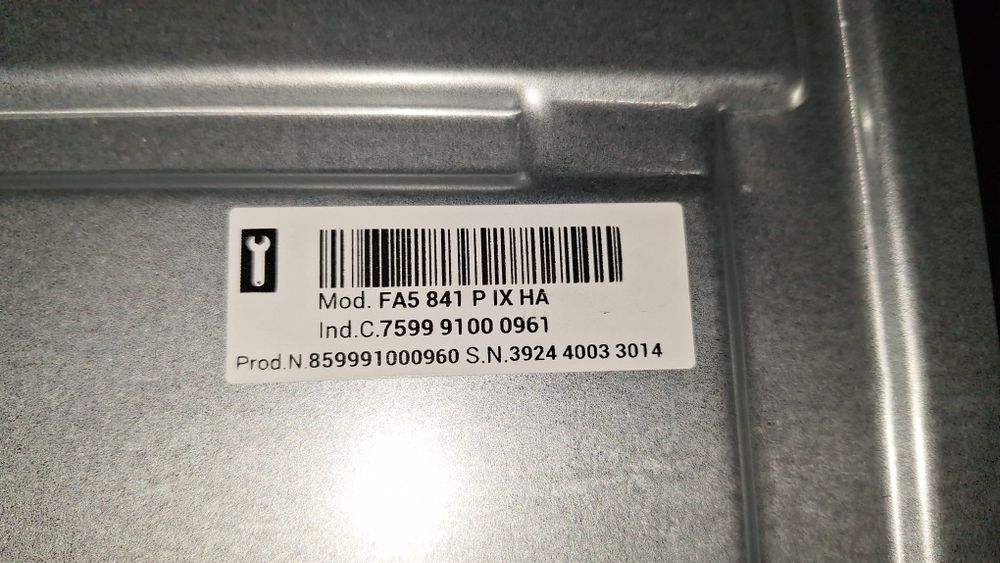 Mod. FA5 841 P IX HA
Ind.C.7599 9100 0961
Prod.N.859991000960 S.N.3924 4003 3014